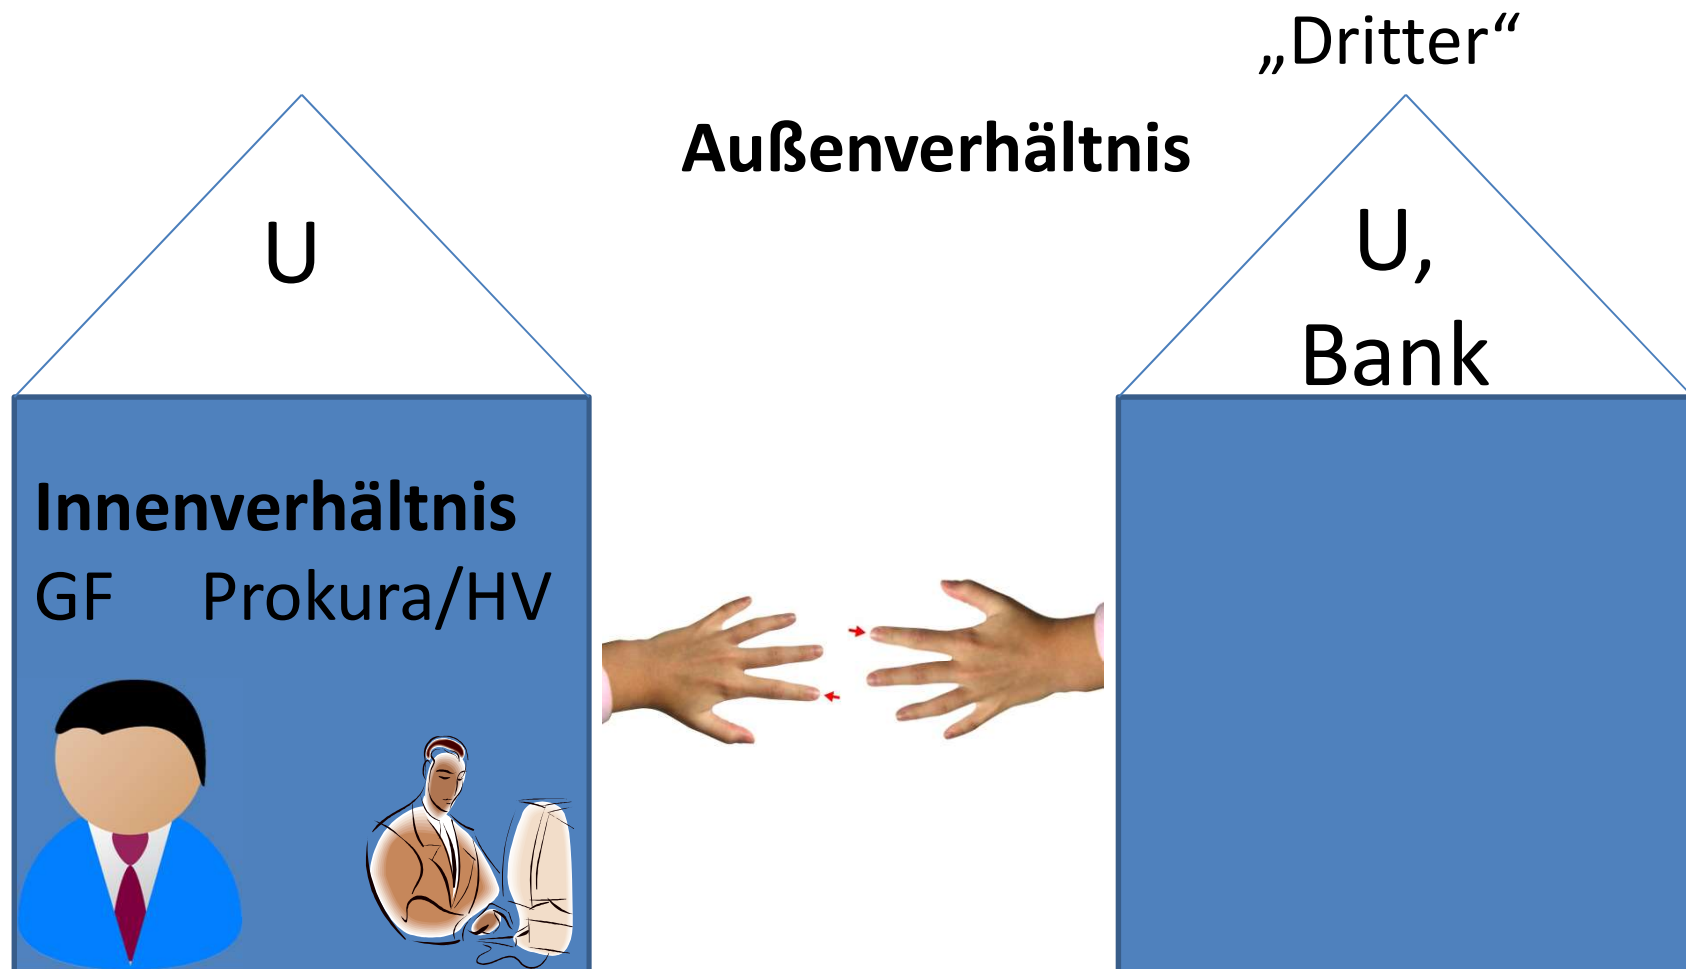 „Dritter“
Außenverhältnis
U
U,
Bank
Innenverhältnis
GF Prokura/HV